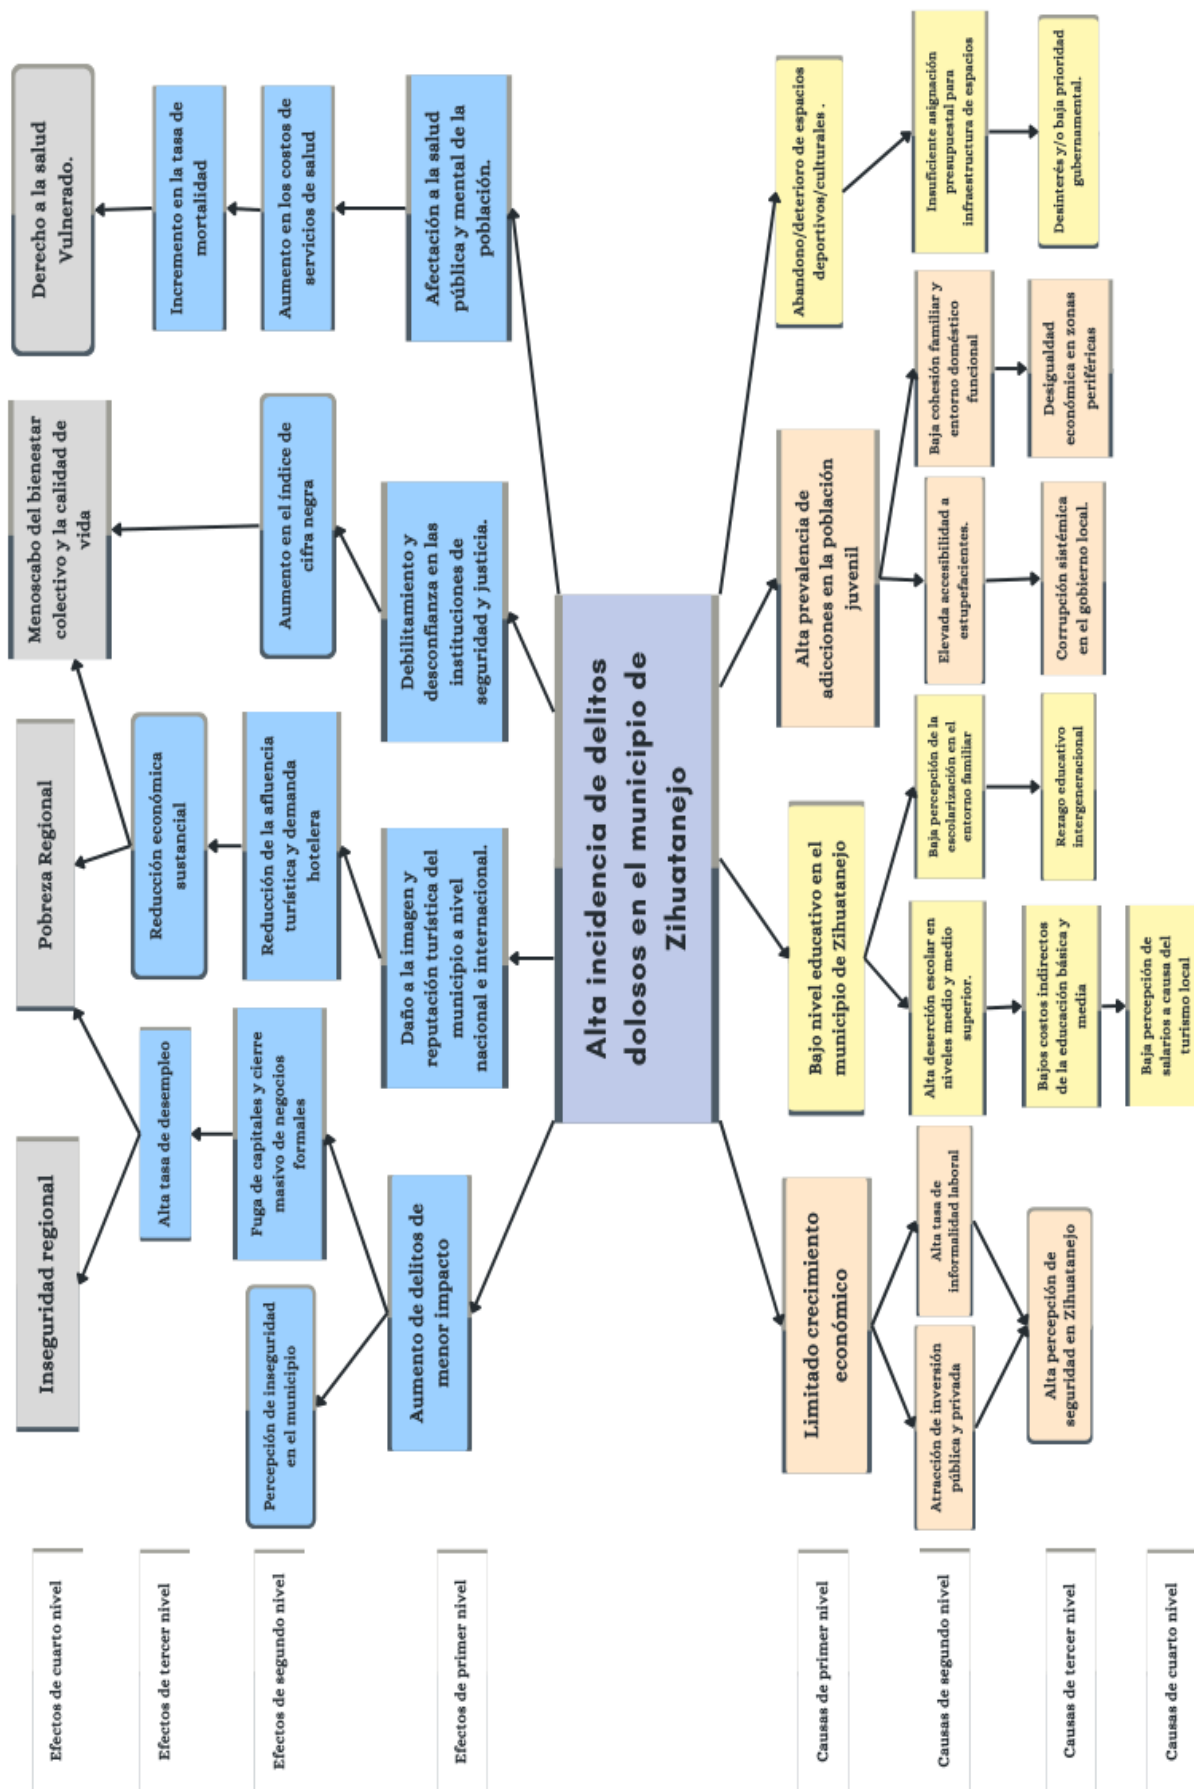 Efectos de cuarto nivel
Inseguridad regional
Pobreza Regional
Menoscabo del bienestar
colectivo y la calidad de
vida
Derecho a la salud
Vulnerado.
Efectos de tercer nivel
Alta tasa de desempleo
Reducción económica
sustancial
Incremento en la tasa de
mortalidad
Efectos de segundo nivel
Percepción de inseguridad
en el municipio
Fuga de capitales y cierre
masivo de negocios
formales
Reducción de la afluencia
turística y demanda
hotelera
Aumento en el índice de
cifra negra
Aumento en los costos de
servicios de salud
Efectos de primer nivel
Aumento de delitos de
menor impacto
Daño a la imagen y
reputación turística del
municipio a nivel
nacional e internacional.
Debilitamiento y
desconfianza en las
instituciones de
seguridad y justicia.
Afectación a la salud
pública y mental de la
población.
Alta incidencia de delitos
dolosos en el municipio de
Zihuatanejo
Causas de primer nivel
Limitado crecimiento
económico
Bajo nivel educativo en el
municipio de Zihuatanejo
Alta prevalencia de
adicciones en la población
juvenil
Abandono/deterioro de espacios
deportivos/culturales .
Causas de segundo nivel
Atracción de inversión
pública y privada
Alta tasa de
informalidad laboral
Alta deserción escolar en
niveles medio y medio
superior.
Baja percepción de la
escolarización en el
entorno familiar
Elevada accesibilidad a
estupefacientes.
Baja cohesión familiar y
entorno doméstico
funcional
Insuficiente asignación
presupuestal para
infraestructura de espacios
Causas de tercer nivel
Alta percepción de
seguridad en Zihuatanejo
Bajos costos indirectos
de la educación básica y
media
Rezago educativo
intergeneracional
Corrupción sistémica
en el gobierno local.
Desigualdad
económica en zonas
periféricas
Desinterés y/o baja prioridad
gubernamental.
Causas de cuarto nivel
Baja percepción de
salarios a causa del
turismo local